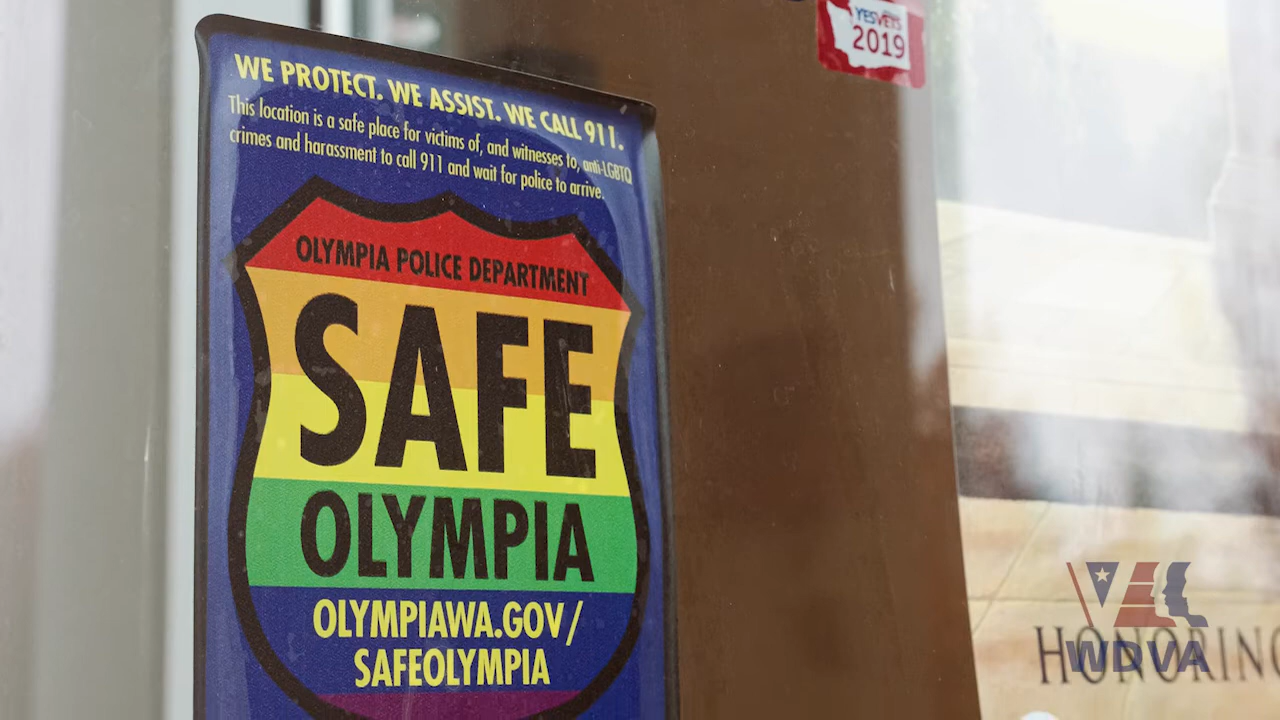 WE PROTECT. WE ASSIST. WE CALL 911.
This location is a safe place for victims of, and witnesses to, anti-LGBTQ
crimes and harassment to call 911 and wait for police to arrive.
OLYMPIA POLICE DEPARTMENT
SAFE
OLYMPIA
OLYMPIAWA.GOV/
SAFEOLYMPIA
YESVETS
2019
HONORING
WDVA